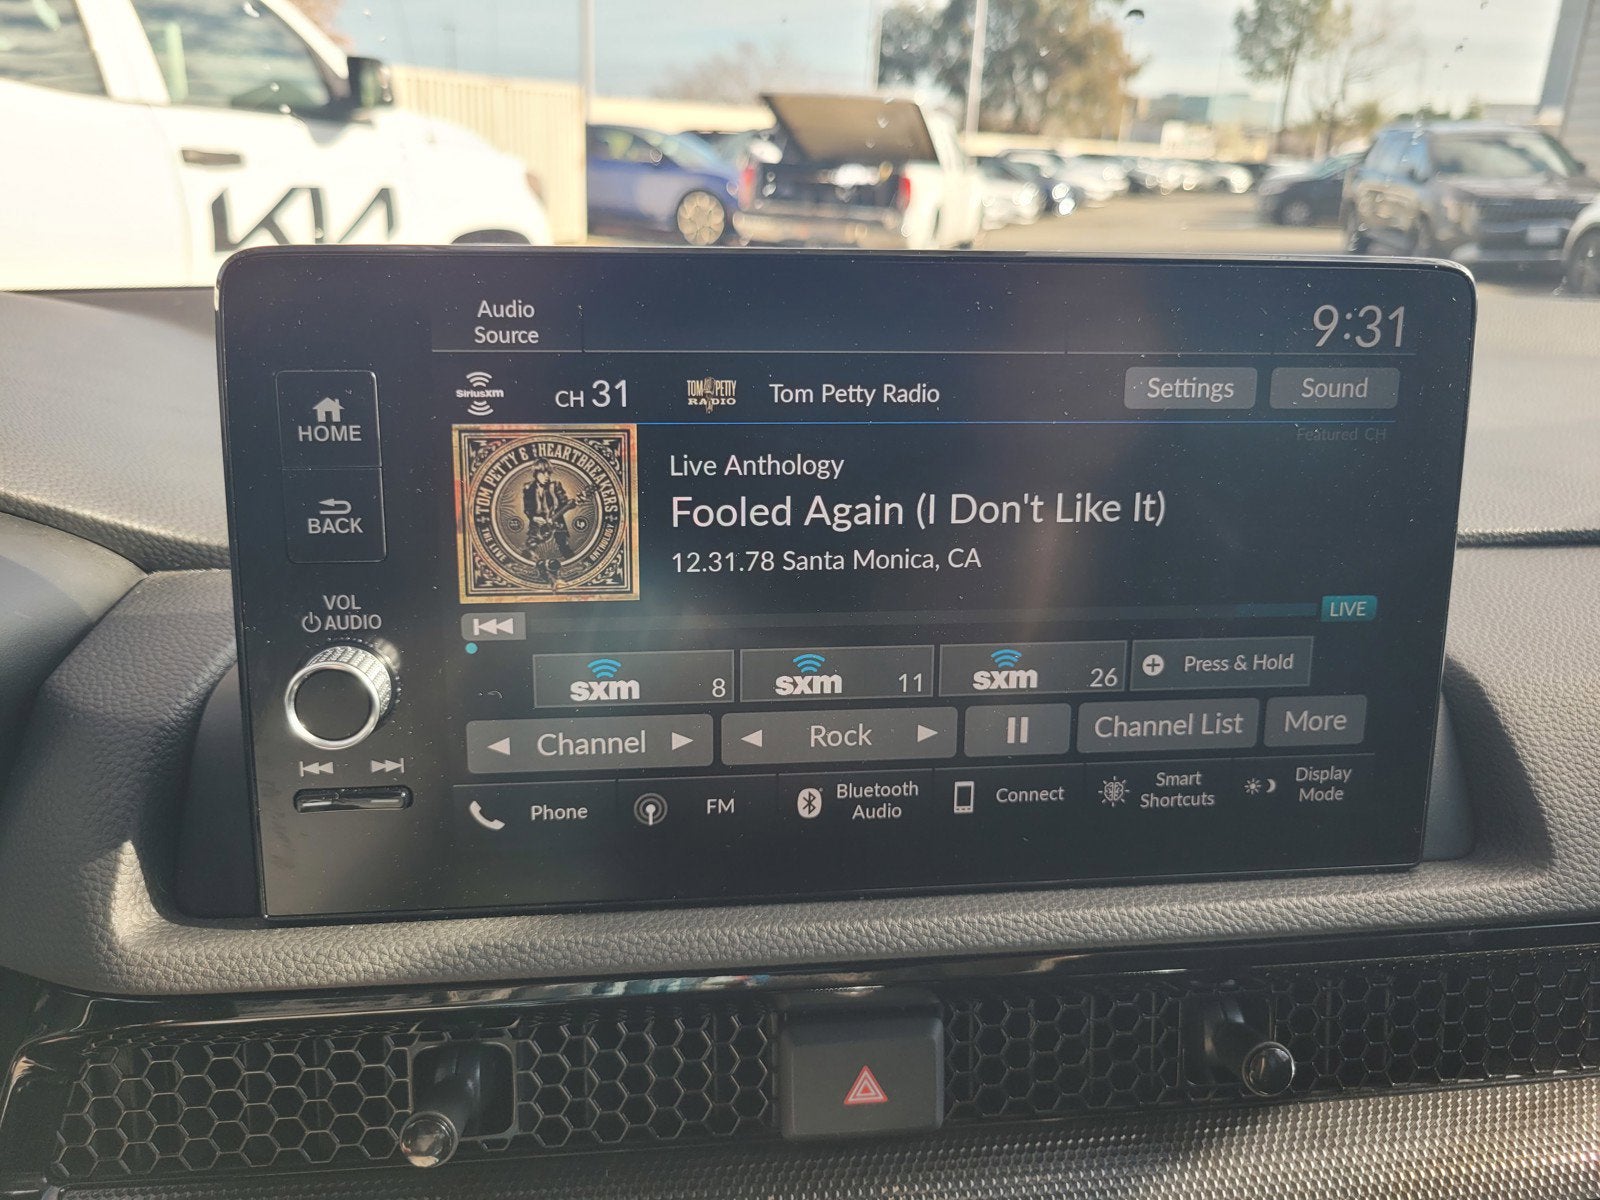 KIA
Audio
Source
9:31
HOME
BACK
VOL
AUDIO
SiriusXM
CH 31
TOM PETTY
RADIO
Tom Petty Radio
Settings
Sound
Featured CH
TOM PETTY & THE HEARTBREAKERS
THE LIVE ANTHOLOGY
Live Anthology
Fooled Again (I Don't Like It)
12.31.78 Santa Monica, CA
LIVE
sxm 8
sxm 11
sxm 26
Press & Hold
Channel
Rock
Channel List
More
Phone
FM
Bluetooth
Audio
Connect
Smart
Shortcuts
Display
Mode